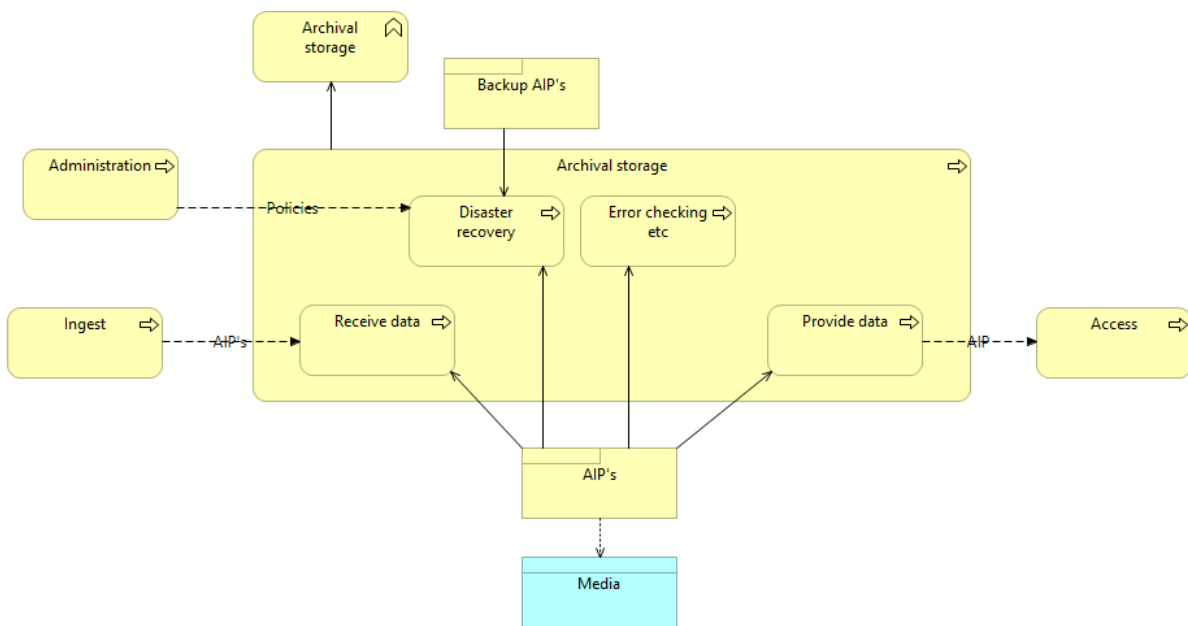 Archival
storage
Backup AIP's
Administration
Archival storage
Policies
Disaster
recovery
Error checking
etc
Ingest
AIP's
Receive data
Provide data
AIP
Access
AIP's
Media